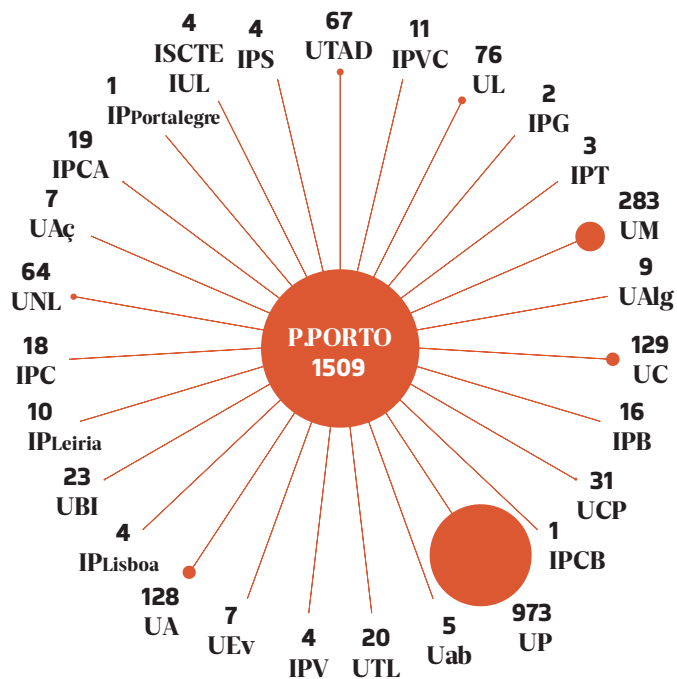 67
UTAD
11
IPVC
76
UL
2
IPG
3
IPT
283
UM
9
UAlg
129
UC
16
IPB
31
UCP
1
IPCB
973
UP
5
Uab
20
UTL
4
IPV
7
UEv
128
UA
4
IPLisboa
23
UBI
10
IPLeiria
18
IPC
64
UNL
7
UAç
19
IPCA
1
IPPortalegre
4
ISCTE
IUL
4
IPS
P.PORTO
1509